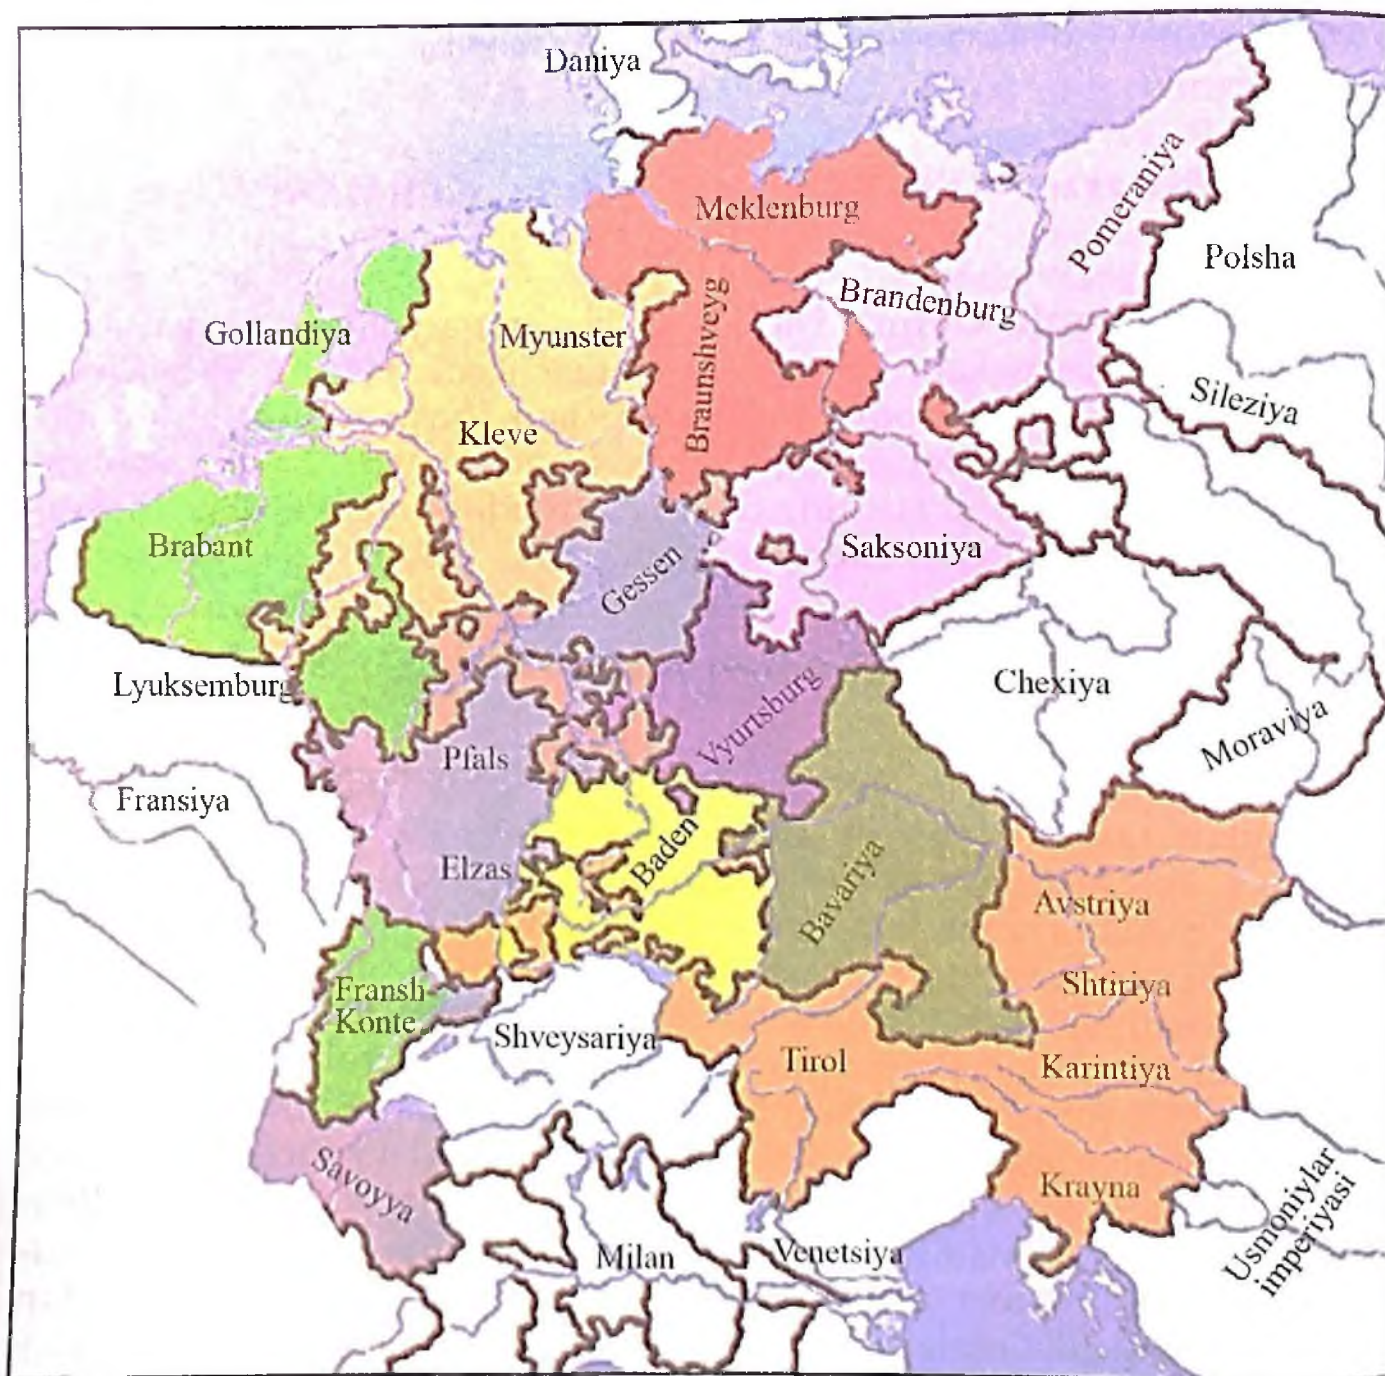 Daniya
Meklenburg
Pomeraniya
Polsha
Gollandiya
Myunster
Braunshveyg
Brandenburg
Sileziya
Kleve
Brabant
Gessen
Saksoniya
Lyuksemburg
Vyurtsburg
Chexiya
Moraviya
Pfals
Fransiya
Elzas
Baden
Bavariya
Avstriya
Shtiriya
Fransh
Konte
Shveysariya
Tirol
Karintiya
Savoyya
Krayna
Milan
Venetsiya
Usmoniylar
imperiyasi